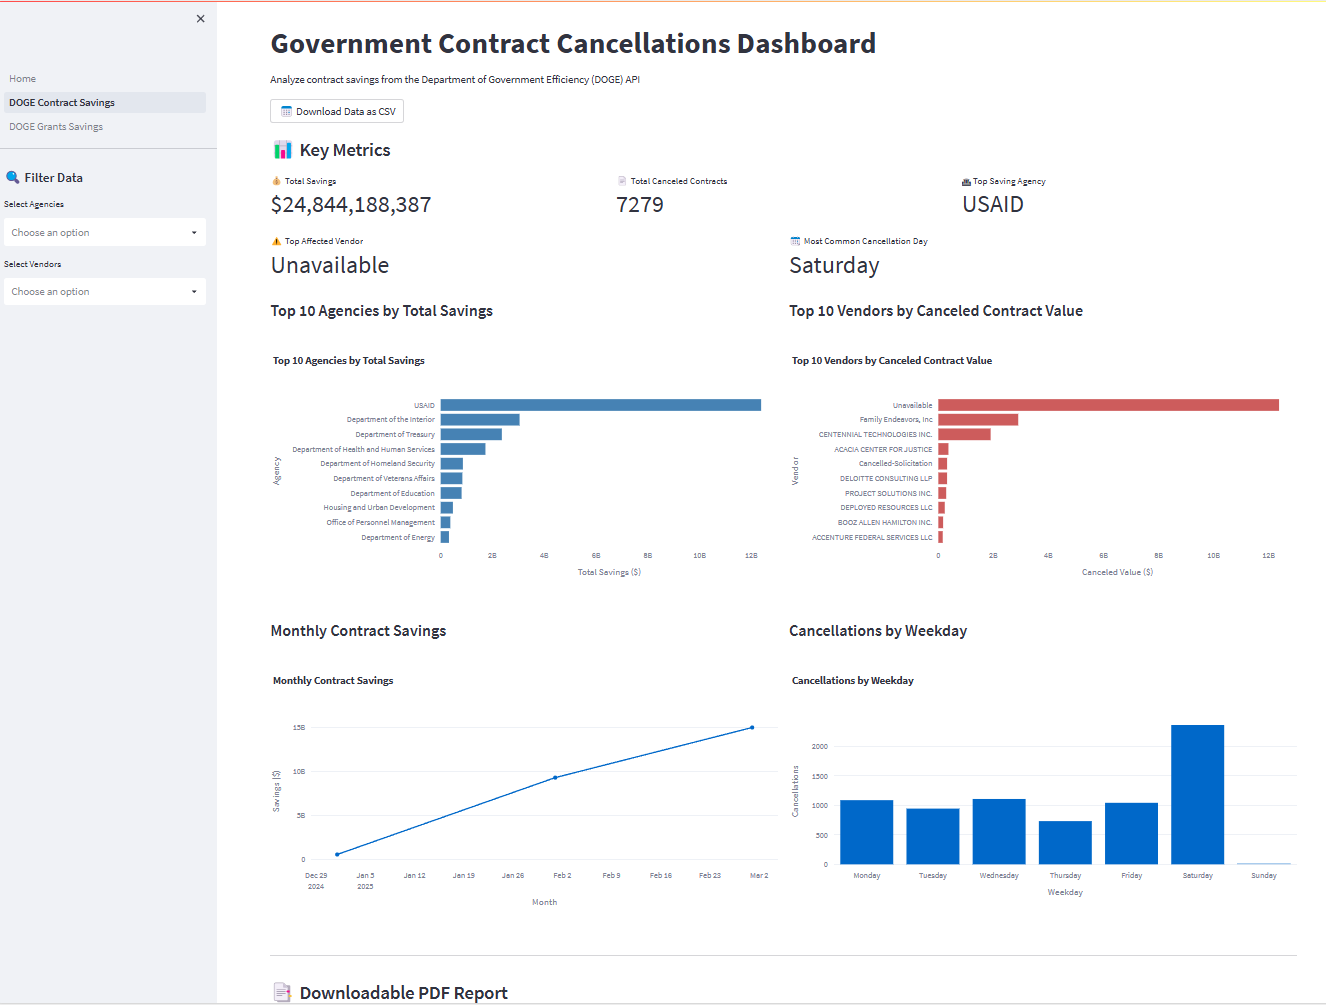 Home
DOGE Contract Savings
DOGE Grants Savings
Filter Data
Select Agencies
Choose an option
Select Vendors
Choose an option
Government Contract Cancellations Dashboard
Analyze contract savings from the Department of Government Efficiency (DOGE) API
Download Data as CSV
Key Metrics
Total Savings
$24,844,188,387
Total Canceled Contracts
7279
Top Saving Agency
USAID
Top Affected Vendor
Unavailable
Most Common Cancellation Day
Saturday
Top 10 Agencies by Total Savings
Top 10 Agencies by Total Savings
Agency
USAID
Department of the Interior
Department of Treasury
Department of Health and Human Services
Department of Homeland Security
Department of Veterans Affairs
Department of Education
Housing and Urban Development
Office of Personnel Management
Department of Energy
0 2B 4B 6B 8B 10B 12B
Total Savings ($)
Top 10 Vendors by Canceled Contract Value
Top 10 Vendors by Canceled Contract Value
Vendor
Unavailable
Family Endeavors, Inc
CENTENNIAL TECHNOLOGIES INC.
ACACIA CENTER FOR JUSTICE
Cancelled-Solicitation
DELOITTE CONSULTING LLP
PROJECT SOLUTIONS INC.
DEPLOYED RESOURCES LLC
BOOZ ALLEN HAMILTON INC.
ACCENTURE FEDERAL SERVICES LLC
0 2B 4B 6B 8B 10B 12B
Canceled Value ($)
Monthly Contract Savings
Monthly Contract Savings
Savings ($)
15B
10B
5B
0
Dec 29 Jan 5 Jan 12 Jan 19 Jan 26 Feb 2 Feb 9 Feb 16 Feb 23 Mar 2
2024 2025
Month
Cancellations by Weekday
Cancellations by Weekday
Cancellations
2000
1500
1000
500
0
Monday Tuesday Wednesday Thursday Friday Saturday Sunday
Weekday
Downloadable PDF Report